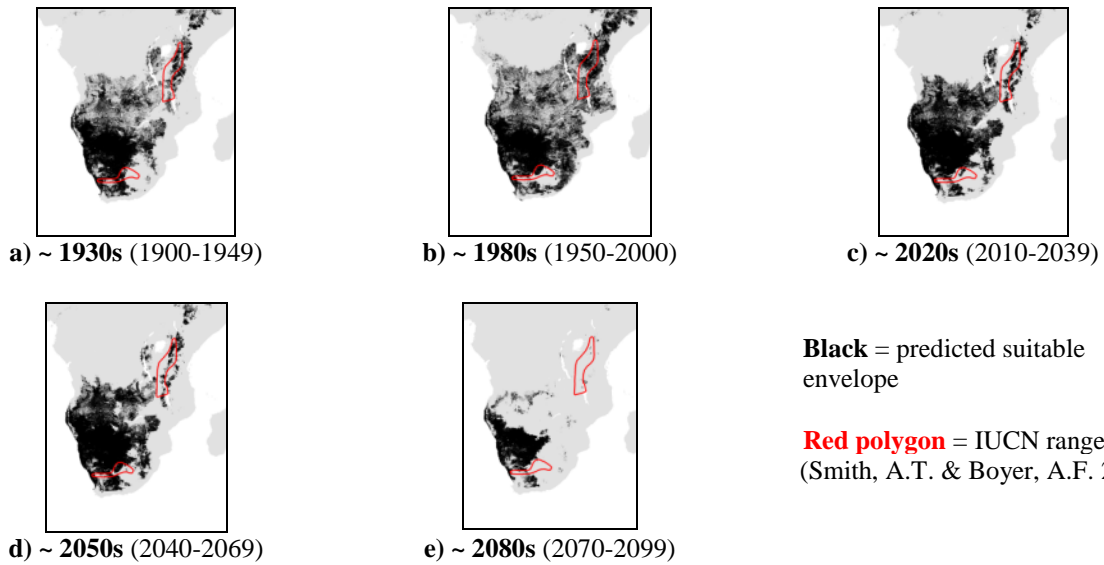 a) ~ 1930s (1900-1949)
b) ~ 1980s (1950-2000)
c) ~ 2020s (2010-2039)
d) ~ 2050s (2040-2069)
e) ~ 2080s (2070-2099)
Black = predicted suitable
envelope
Red polygon = IUCN range
(Smith, A.T. & Boyer, A.F.